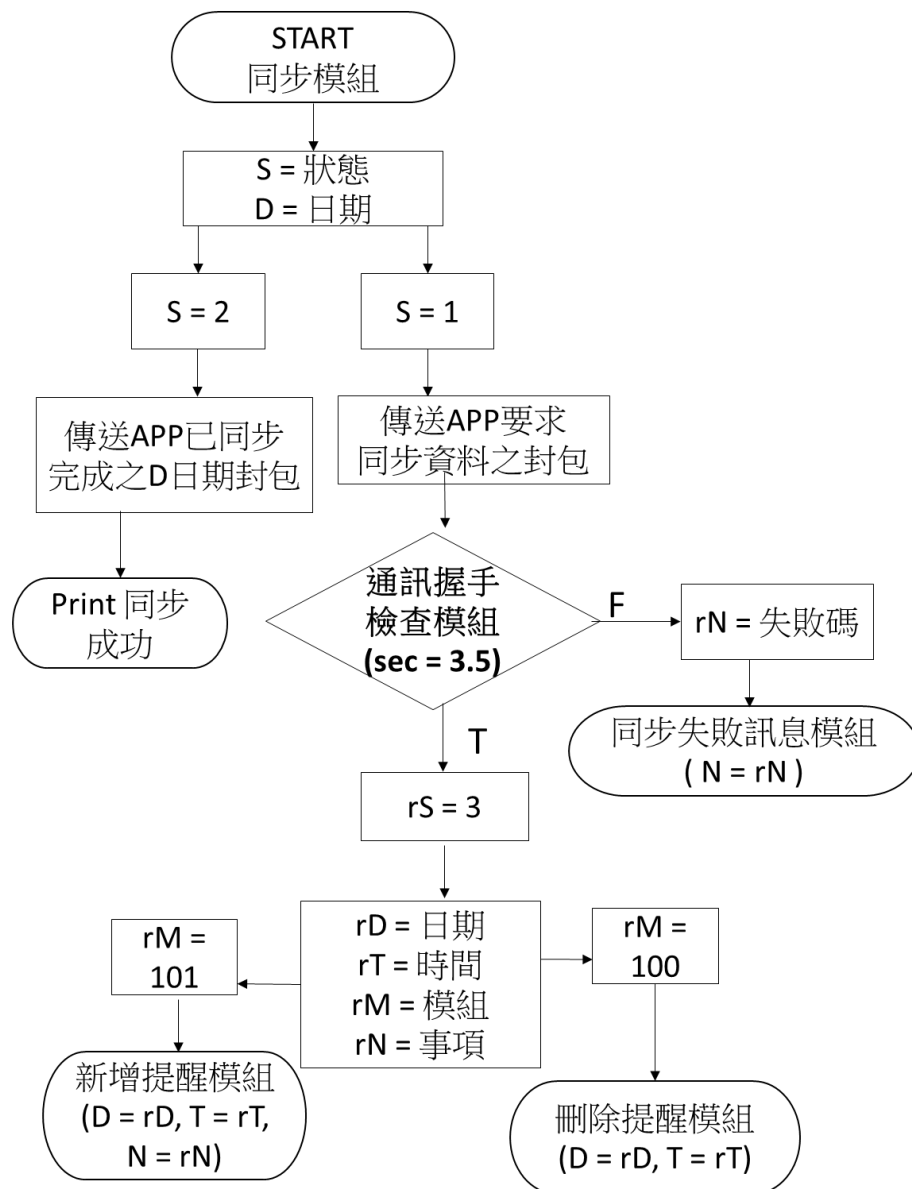 START
同步模組
S = 狀態
D = 日期
S = 2
S = 1
傳送APP已同步
完成之D日期封包
傳送APP要求
同步資料之封包
Print 同步
成功
通訊握手
檢查模組
(sec = 3.5)
F
rN = 失敗碼
同步失敗訊息模組
( N = rN )
T
rS = 3
rM =
101
rD = 日期
rT = 時間
rM = 模組
rN = 事項
rM =
100
新增提醒模組
(D = rD, T = rT,
N = rN)
刪除提醒模組
(D = rD, T = rT)